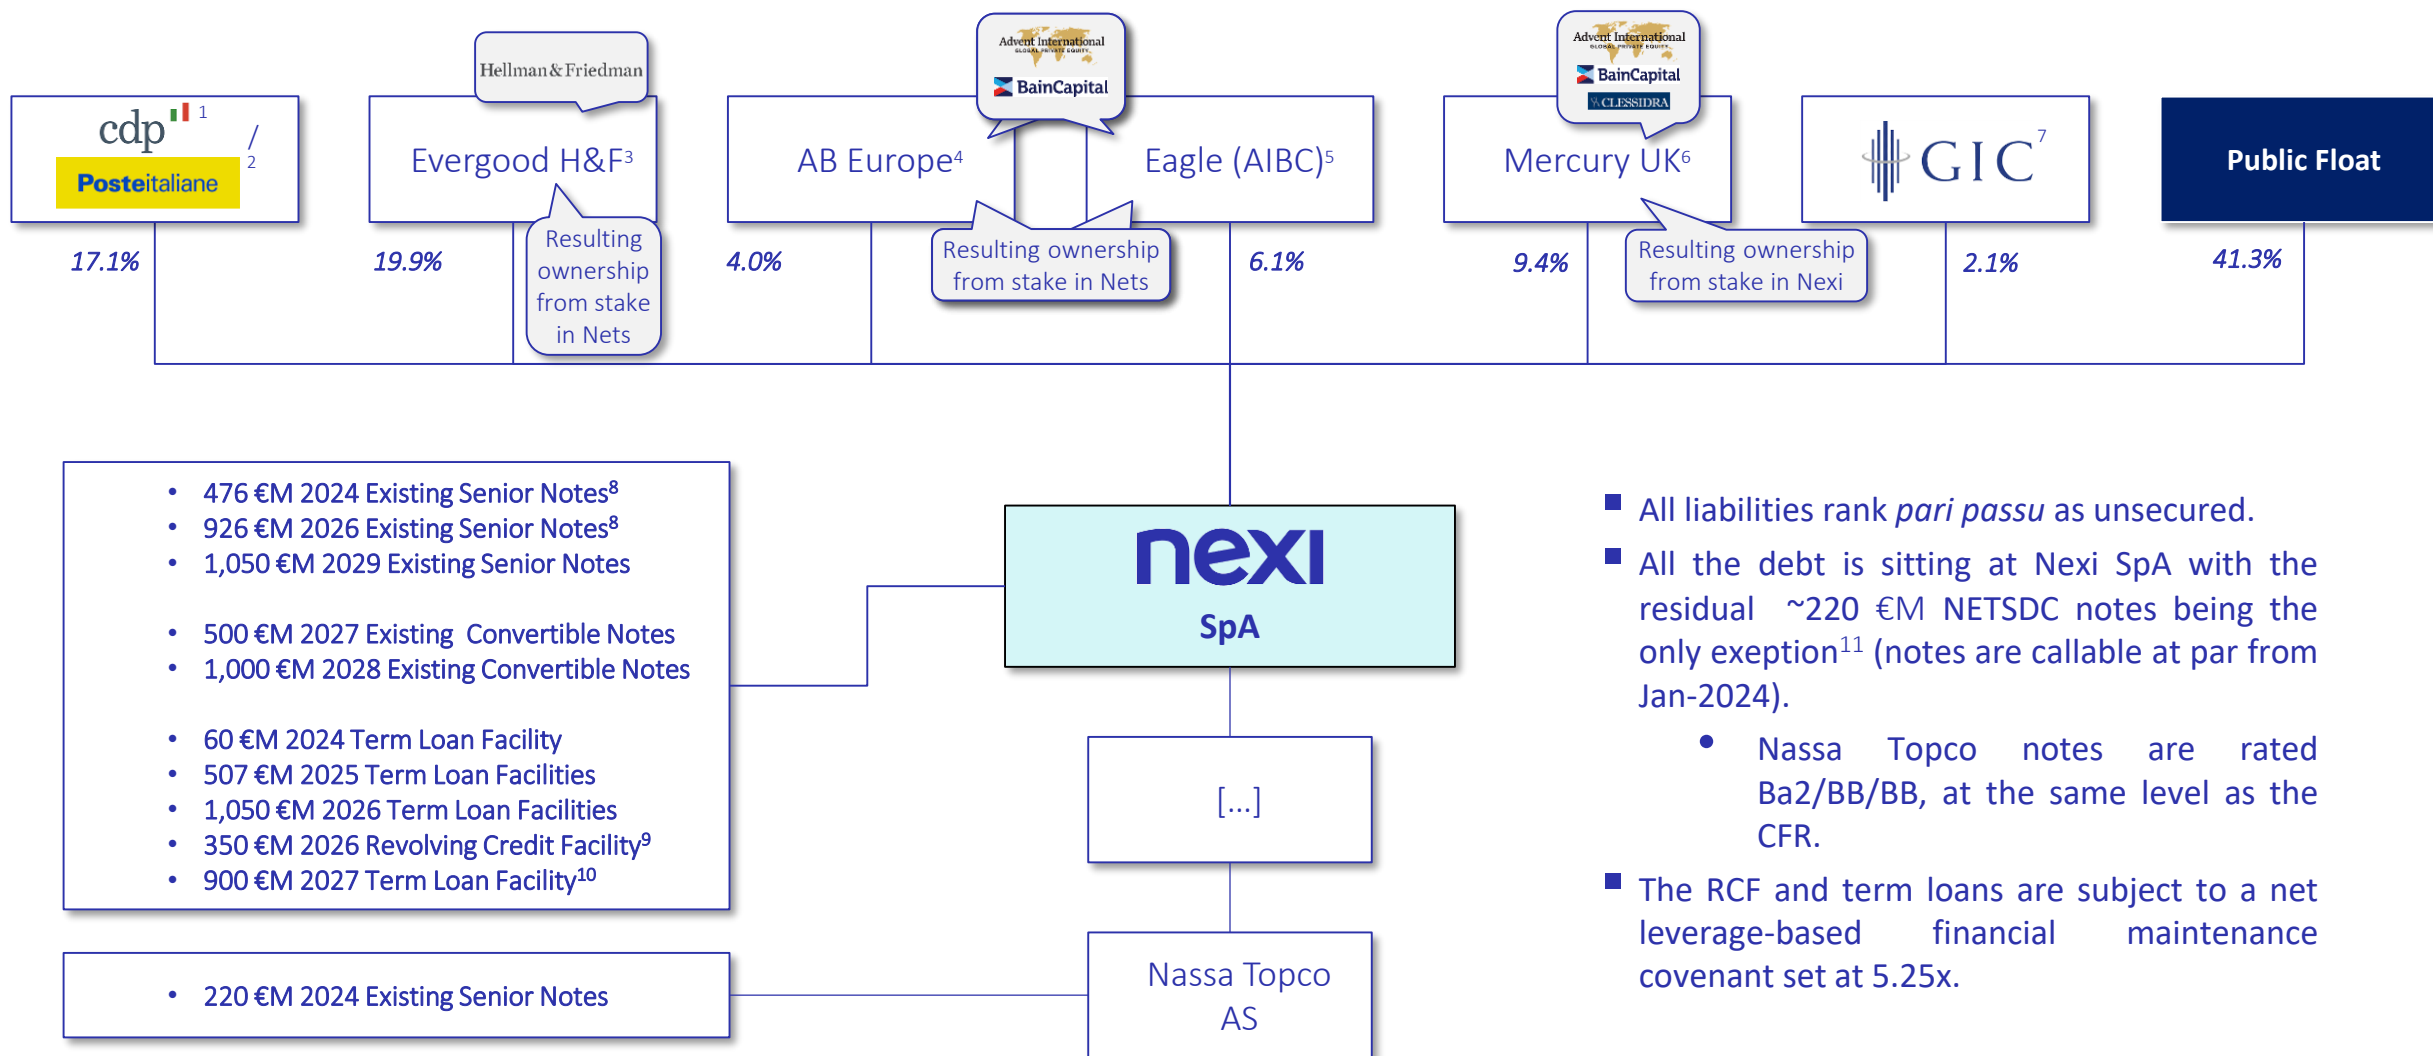 Hellman & Friedman
Advent International
GLOBAL PRIVATE EQUITY
BainCapital
Advent International
GLOBAL PRIVATE EQUITY
BainCapital
CLESSIDRA
cdp 1
/
2
Posteitaliane
Evergood H&F3
AB Europe4
Eagle (AIBC)5
Mercury UK6
GIC 7
Public Float
17.1%
19.9%
4.0%
6.1%
9.4%
2.1%
41.3%
Resulting
ownership
from stake
in Nets
Resulting ownership
from stake in Nets
Resulting ownership
from stake in Nexi
• 476 €M 2024 Existing Senior Notes8
• 926 €M 2026 Existing Senior Notes8
• 1,050 €M 2029 Existing Senior Notes
• 500 €M 2027 Existing Convertible Notes
• 1,000 €M 2028 Existing Convertible Notes
• 60 €M 2024 Term Loan Facility
• 507 €M 2025 Term Loan Facilities
• 1,050 €M 2026 Term Loan Facilities
• 350 €M 2026 Revolving Credit Facility9
• 900 €M 2027 Term Loan Facility10
• 220 €M 2024 Existing Senior Notes
nexi
SpA
[...]
Nassa Topco
AS
▪ All liabilities rank pari passu as unsecured.
▪ All the debt is sitting at Nexi SpA with the
residual ~220 €M NETSDC notes being the
only exeption11 (notes are callable at par from
Jan-2024).
• Nassa Topco notes are rated
Ba2/BB/BB, at the same level as the
CFR.
▪ The RCF and term loans are subject to a net
leverage-based financial maintenance
covenant set at 5.25x.